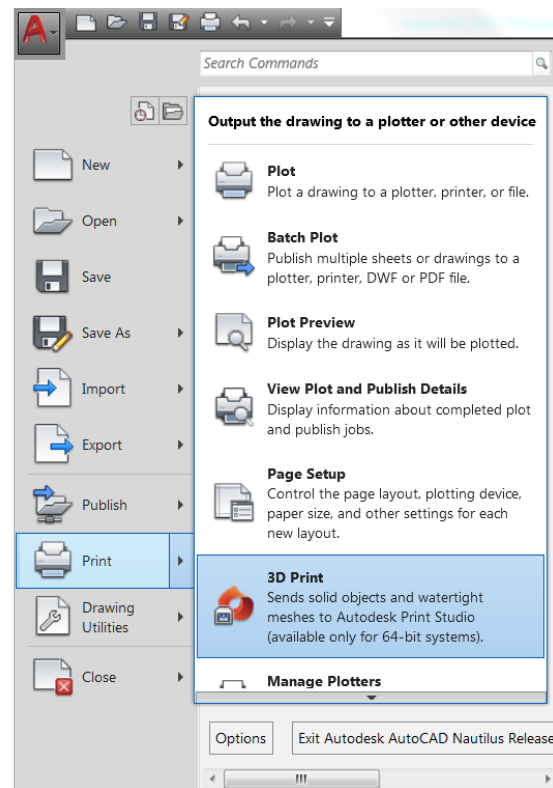 Search Commands
Output the drawing to a plotter or other device
New
Open
Save
Save As
Import
Export
Publish
Print
Drawing
Utilities
Close
Plot
Plot a drawing to a plotter, printer, or file.
Batch Plot
Publish multiple sheets or drawings to a
plotter, printer, DWF or PDF file.
Plot Preview
Display the drawing as it will be plotted.
View Plot and Publish Details
Display information about completed plot
and publish jobs.
Page Setup
Control the page layout, plotting device,
paper size, and other settings for each
new layout.
3D Print
Sends solid objects and watertight
meshes to Autodesk Print Studio
(available only for 64-bit systems).
Manage Plotters
Options
Exit Autodesk AutoCAD Nautilus Release